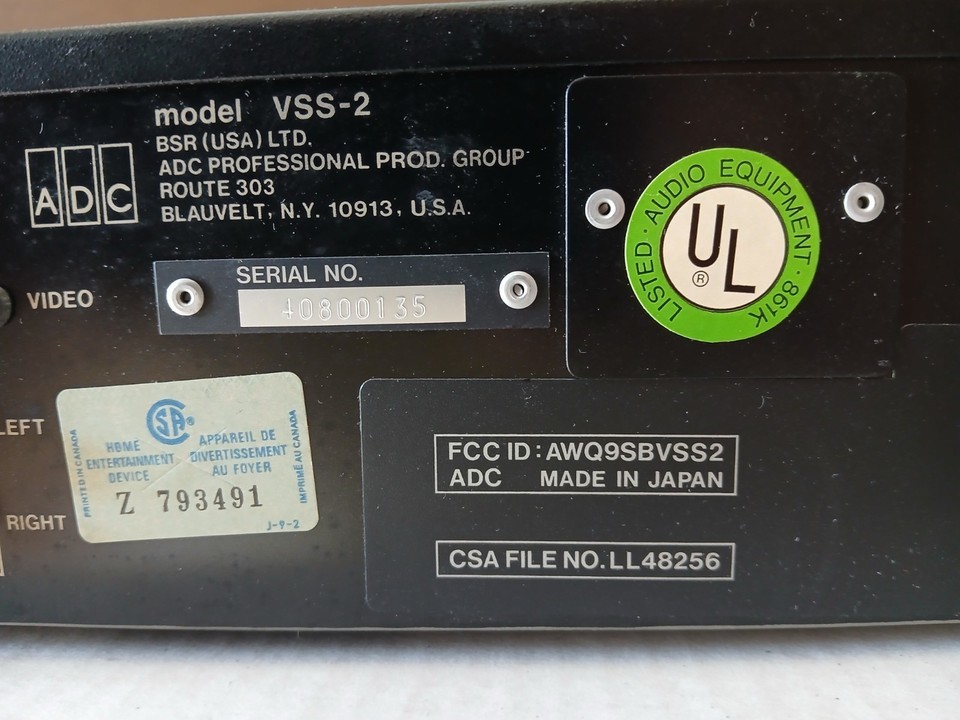 model VSS-2
BSR (USA) LTD.
ADC PROFESSIONAL PROD. GROUP
ROUTE 303
BLAUVELT, N.Y. 10913, U.S.A.
ADC
SERIAL NO.
40800135
VIDEO
LEFT
RIGHT
LISTED · AUDIO EQUIPMENT · 861K
UL
®
PRINTED IN CANADA
CSA®
HOME
ENTERTAINMENT
DEVICE
APPAREIL DE
DIVERTISSEMENT
AU FOYER
IMPRIMÉ AU CANADA
Z 793491
J-9-2
FCC ID: AWQ9SBVSS2
ADC MADE IN JAPAN
CSA FILE NO. LL48256